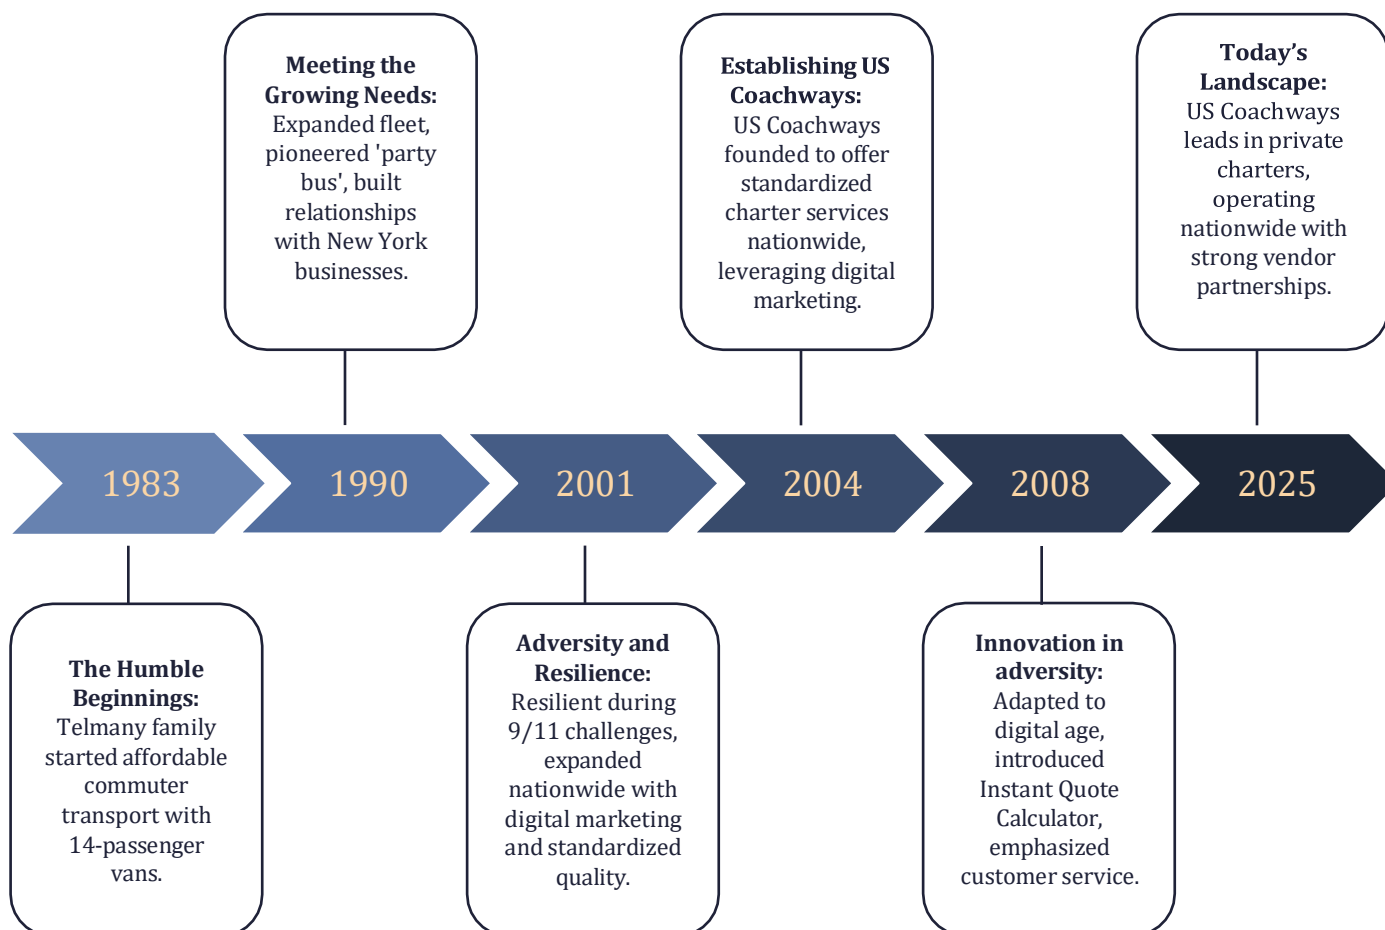 Meeting the
Growing Needs:
Expanded fleet,
pioneered 'party
bus', built
relationships
with New York
businesses.
Establishing US
Coachways:
US Coachways
founded to offer
standardized
charter services
nationwide,
leveraging digital
marketing.
Today’s
Landscape:
US Coachways
leads in private
charters,
operating
nationwide with
strong vendor
partnerships.
1983
1990
2001
2004
2008
2025
The Humble
Beginnings:
Telmany family
started affordable
commuter
transport with
14-passenger
vans.
Adversity and
Resilience:
Resilient during
9/11 challenges,
expanded
nationwide with
digital marketing
and standardized
quality.
Innovation in
adversity:
Adapted to
digital age,
introduced
Instant Quote
Calculator,
emphasized
customer service.